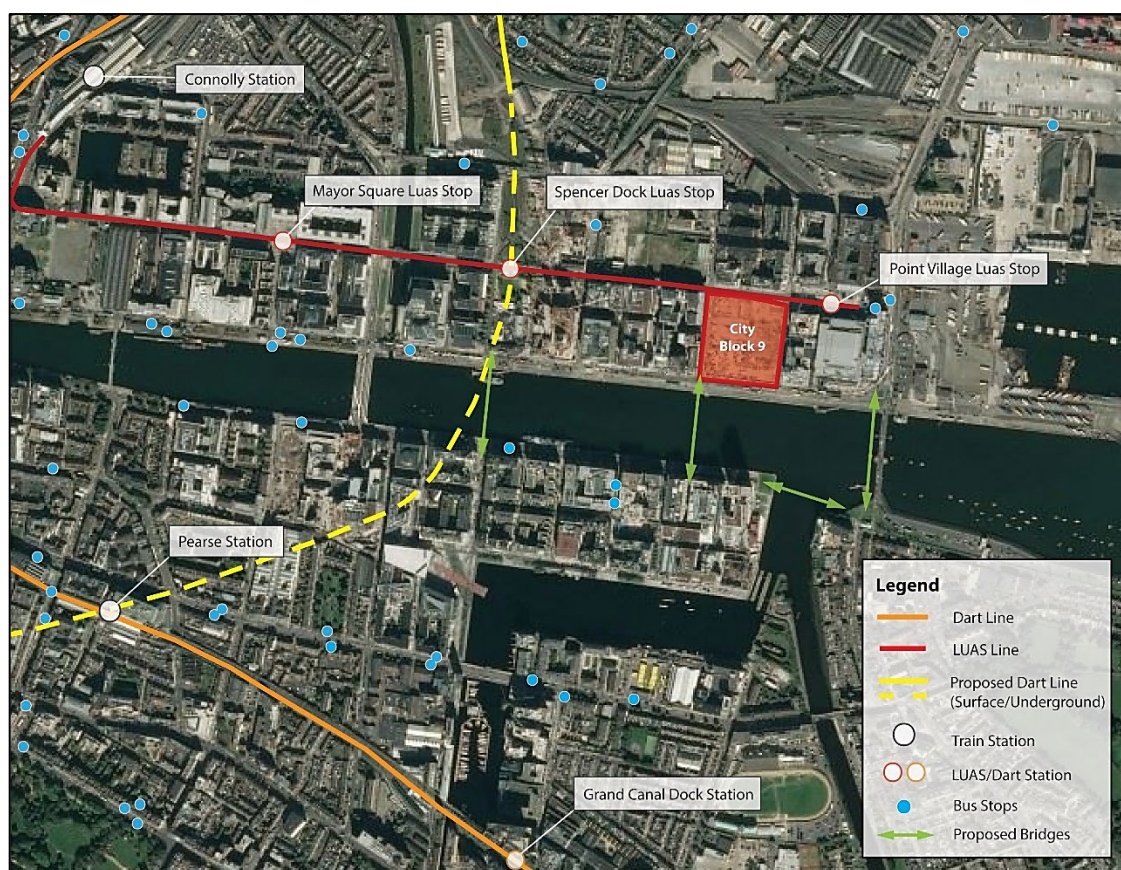 Connolly Station
Mayor Square Luas Stop
Spencer Dock Luas Stop
Point Village Luas Stop
City
Block 9
Pearse Station
Grand Canal Dock Station
Legend
Dart Line
LUAS Line
Proposed Dart Line
(Surface/Underground)
Train Station
LUAS/Dart Station
Bus Stops
Proposed Bridges